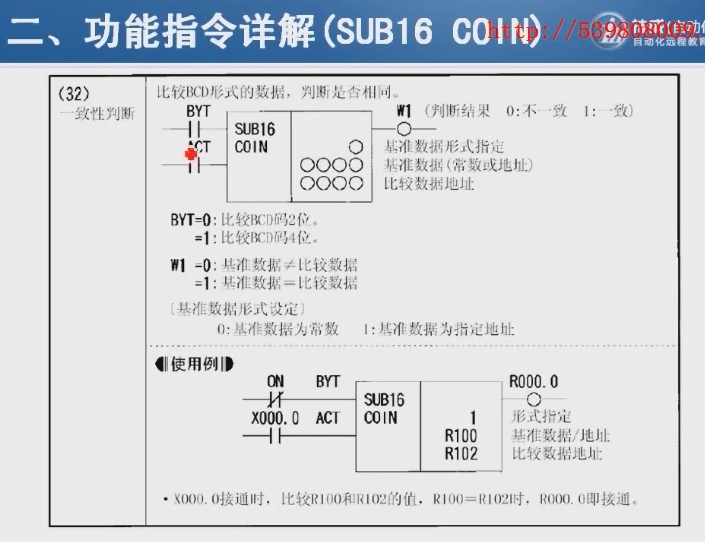 二、功能指令详解(SUB16 COIN)
http://539808009.
自动化远程教育
(32)
一致性判断
比较BCD形式的数据，判断是否相同。
BYT
W1 (判断结果 0:不一致 1:一致)
SUB16
ACT
COIN
基准数据形式指定
基准数据(常数或地址)
比较数据地址
BYT=0:比较BCD码2位。
=1:比较BCD码4位。
W1 =0:基准数据≠比较数据
=1:基准数据＝比较数据
〔基准数据形式设定〕
0:基准数据为常数 1:基准数据为指定地址
使用例
ON BYT
R000.0
SUB16
X000.0 ACT COIN 1 形式指定
R100 基准数据/地址
R102 比较数据地址
・X000.0接通时，比较R100和R102的值，R100＝R102时，R000.0即接通。